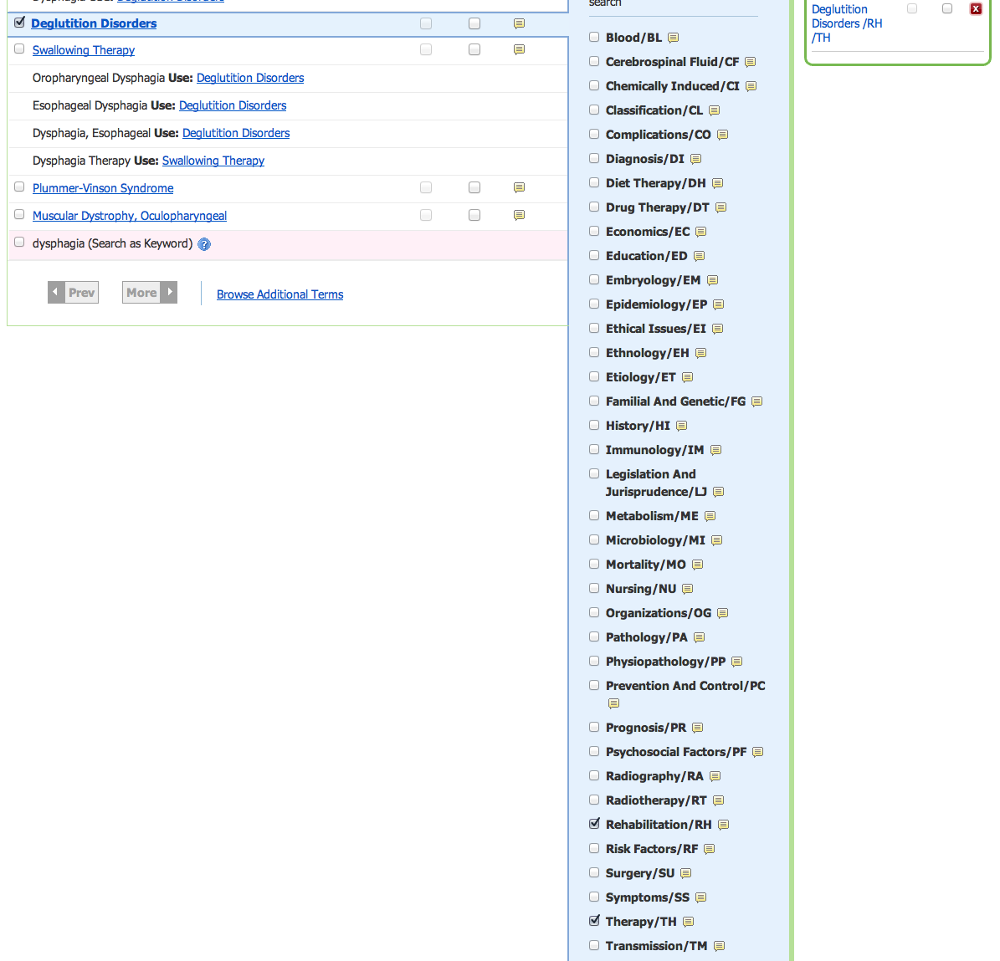 Dysphagia Use: Deglutition Disorders
Deglutition Disorders
Swallowing Therapy
Oropharyngeal Dysphagia Use: Deglutition Disorders
Esophageal Dysphagia Use: Deglutition Disorders
Dysphagia, Esophageal Use: Deglutition Disorders
Dysphagia Therapy Use: Swallowing Therapy
Plummer-Vinson Syndrome
Muscular Dystrophy, Oculopharyngeal
dysphagia (Search as Keyword) ?
Prev More Browse Additional Terms
search
Blood/BL
Cerebrospinal Fluid/CF
Chemically Induced/CI
Classification/CL
Complications/CO
Diagnosis/DI
Diet Therapy/DH
Drug Therapy/DT
Economics/EC
Education/ED
Embryology/EM
Epidemiology/EP
Ethical Issues/EI
Ethnology/EH
Etiology/ET
Familial And Genetic/FG
History/HI
Immunology/IM
Legislation And
Jurisprudence/LJ
Metabolism/ME
Microbiology/MI
Mortality/MO
Nursing/NU
Organizations/OG
Pathology/PA
Physiopathology/PP
Prevention And Control/PC
Prognosis/PR
Psychosocial Factors/PF
Radiography/RA
Radiotherapy/RT
Rehabilitation/RH
Risk Factors/RF
Surgery/SU
Symptoms/SS
Therapy/TH
Transmission/TM
Deglutition
Disorders /RH
/TH